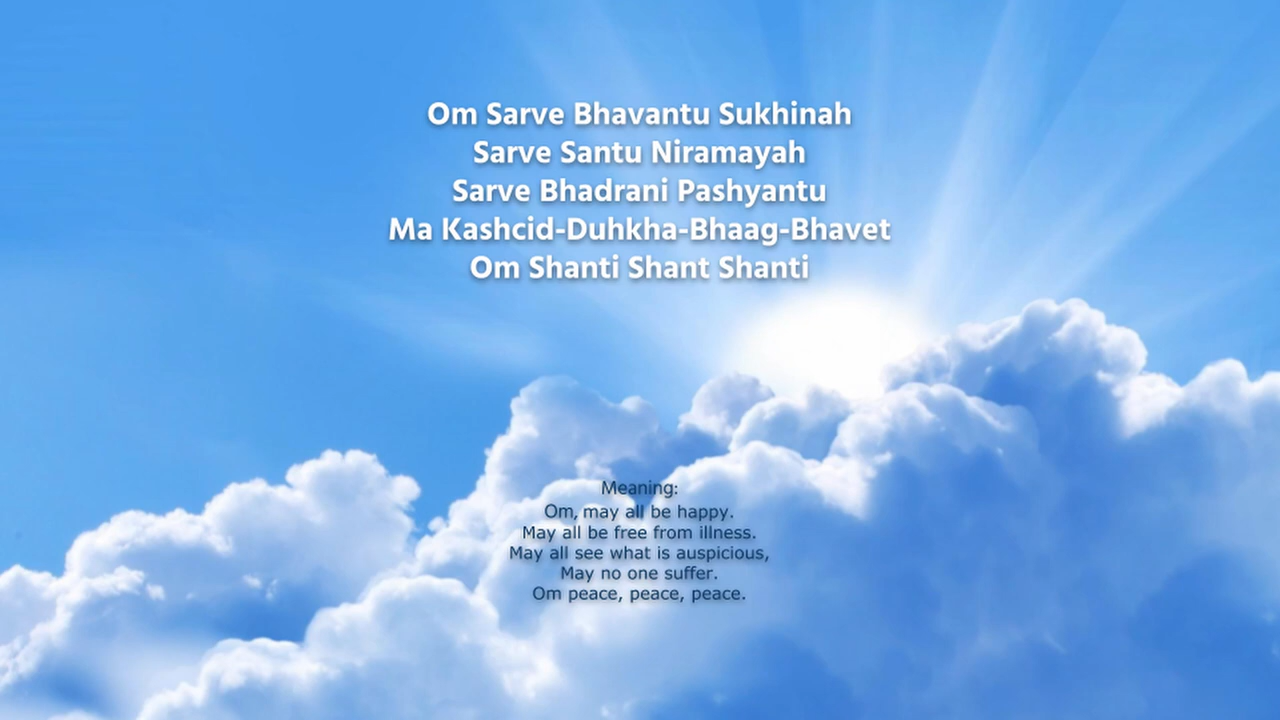 Om Sarve Bhavantu Sukhinah
Sarve Santu Niramayah
Sarve Bhadrani Pashyantu
Ma Kashcid-Duhkha-Bhaag-Bhavet
Om Shanti Shant Shanti
Meaning:
Om, may all be happy.
May all be free from illness.
May all see what is auspicious,
May no one suffer.
Om peace, peace, peace.